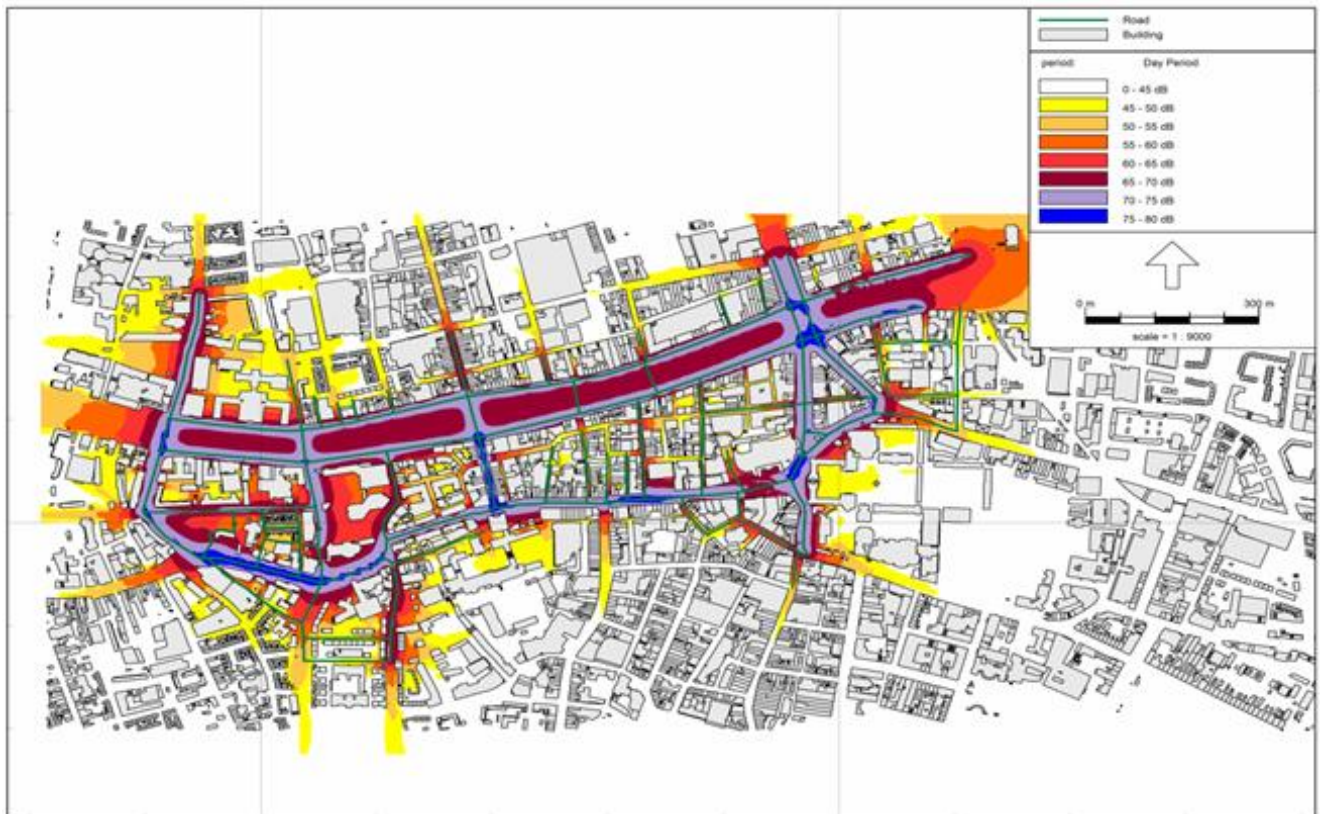 Road
Building
period: Day Period
0 - 45 dB
45 - 50 dB
50 - 55 dB
55 - 60 dB
60 - 65 dB
65 - 70 dB
70 - 75 dB
75 - 80 dB
0 m 300 m
scale = 1 : 9000